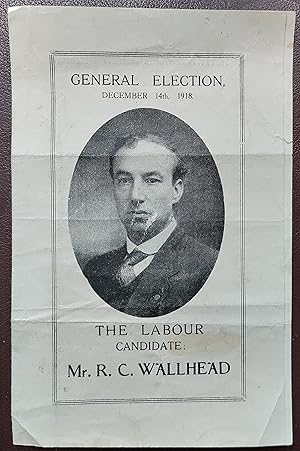 GENERAL ELECTION,
DECEMBER 14th, 1918.
THE LABOUR
CANDIDATE:
Mr. R. C. WALLHEAD